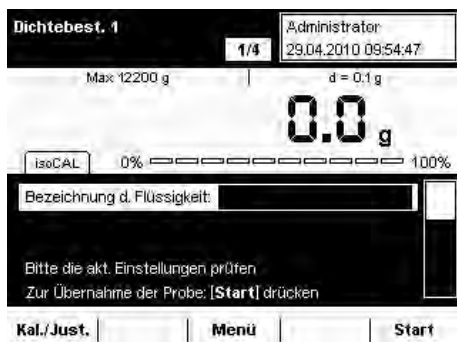 Dichtebest. 1
1/4
Administrator
29.04.2010 09:54:47
Max 12200 g
d = 0.1 g
0.0 g
isoCAL
0%
100%
Bezeichnung d. Flüssigkeit:
Bitte die akt. Einstellungen prüfen
Zur Übernahme der Probe: [Start] drücken
Kal./Just.
Menü
Start